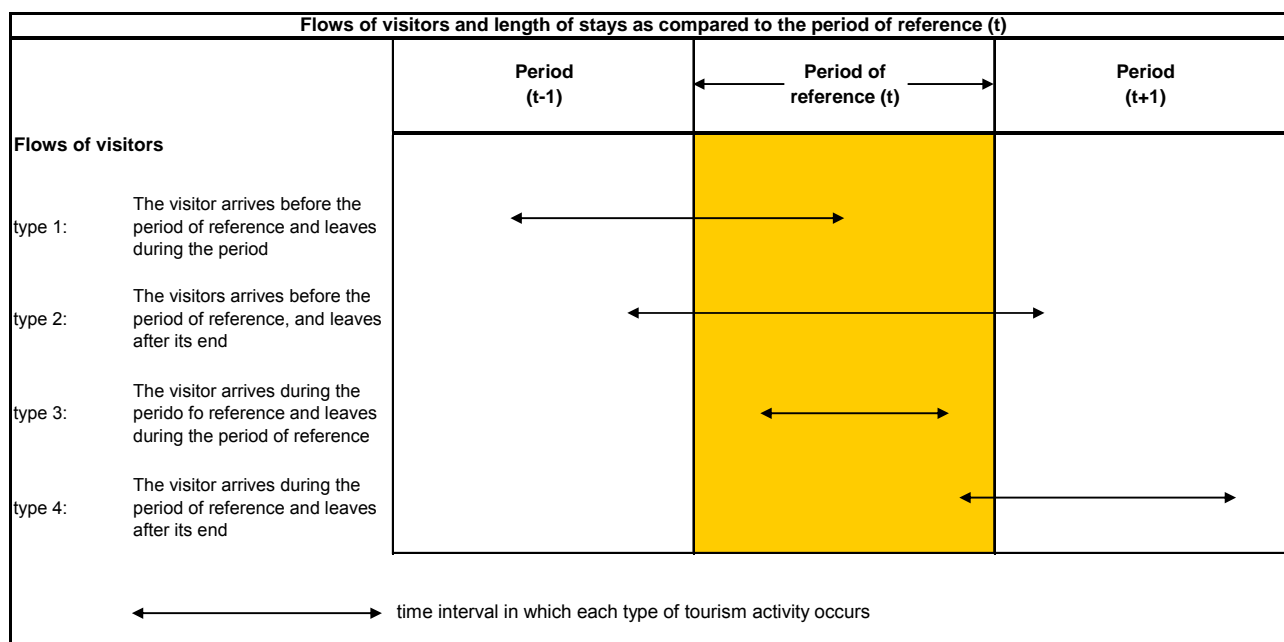 Flows of visitors and length of stays as compared to the period of reference (t)
Period
(t-1)
Period of
reference (t)
Period
(t+1)
Flows of visitors
type 1:
The visitor arrives before the
period of reference and leaves
during the period
type 2:
The visitors arrives before the
period of reference, and leaves
after its end
type 3:
The visitor arrives during the
perido fo reference and leaves
during the period of reference
type 4:
The visitor arrives during the
period of reference and leaves
after its end
time interval in which each type of tourism activity occurs